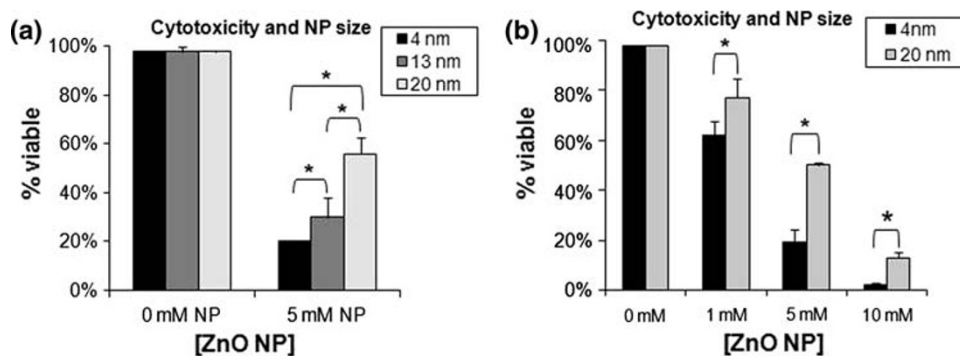 (a)
Cytotoxicity and NP size
4 nm
13 nm
20 nm
100%
80%
60%
40%
20%
0%
% viable
*
*
*
0 mM NP
5 mM NP
[ZnO NP]
(b)
Cytotoxicity and NP size
4nm
20 nm
100%
80%
60%
40%
20%
0%
% viable
*
*
*
0 mM
1 mM
5 mM
10 mM
[ZnO NP]